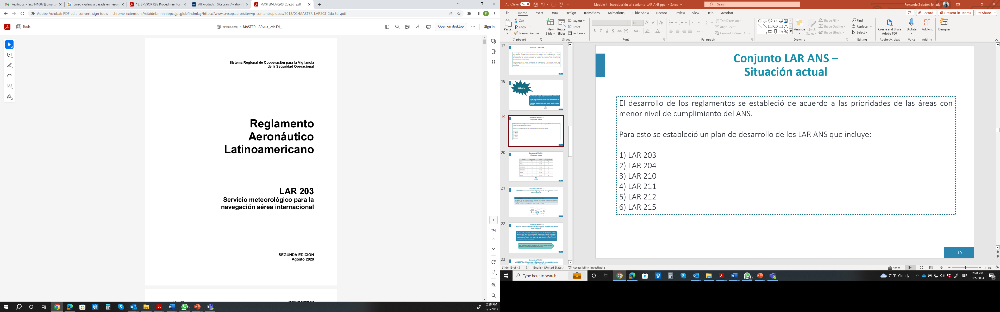 Recibidos - ferz.141087@gmail.c
curso vigilancia basada en riesgo
13. SRVSOP RBS Procedimientos
All Products | SKYbrary Aviation
MASTER-LAR203_2da.Ed_.pdf
Adobe Acrobat: PDF edit, convert, sign tools
chrome-extension://efaidnbmnnnibpcajpcglclefindmkaj/https://www.srvsop.aero/site/wp-content/uploads/2018/02/MASTER-LAR203_2da.Ed_.pdf
F
Tools
srvsop.aero / MASTER-LAR203_2da.Ed_
Open on desktop
Sign in
Sistema Regional de Cooperación para la Vigilancia
de la Seguridad Operacional
Reglamento
Aeronáutico
Latinoamericano
LAR 203
Servicio meteorológico para la
navegación aérea internacional
SEGUNDA EDICION
Agosto 2020
1
174
2:28 PM
9/5/2023
AutoSave On
Módulo 4 - Introducción_al_conjunto_LAR_ANS.pptx • Saved
Search
Fernando Zeledon Estrada
File Home Insert Draw Design Transitions Animations Slide Show Record Review View Help Acrobat
Record
Present in Teams
Share
Paste
Cut
Copy
Format Painter
Clipboard
New
Slide
Reuse
Slides
Layout
Reset
Section
Slides
14
Font
Text Direction
Align Text
Convert to SmartArt
Paragraph
Arrange
Quick
Styles
Shape Fill
Shape Outline
Shape Effects
Drawing
Find
Replace
Select
Editing
Create and Share
Adobe PDF
Adobe Acrobat
Dictate
Voice
Add-ins
Add-ins
Designer
17
Conjunto LAR ANS
18
DEBATE
19
Conjunto LAR ANS –
Situación actual
20
Conjunto LAR ANS –
Situación actual
21
Conjunto LAR ANS –
LAR 203 "Servicio meteorológico para la navegación aérea
internacional"
22
Conjunto LAR ANS –
LAR 203 "Servicio meteorológico para la navegación aérea
internacional"
23
Conjunto LAR ANS –
LAR 203 "Servicio meteorológico para la navegación aérea
internacional" – Capítulos
Conjunto LAR ANS –
Situación actual
El desarrollo de los reglamentos se estableció de acuerdo a las prioridades de las áreas con
menor nivel de cumplimiento del ANS.
Para esto se estableció un plan de desarrollo de los LAR ANS que incluye:
1) LAR 203
2) LAR 204
3) LAR 210
4) LAR 211
5) LAR 212
6) LAR 215
19
Slide 19 of 43
English (United States)
Accessibility: Investigate
Notes
114%
Type here to search
71°F Cloudy
ESP
2:28 PM
9/5/2023
30